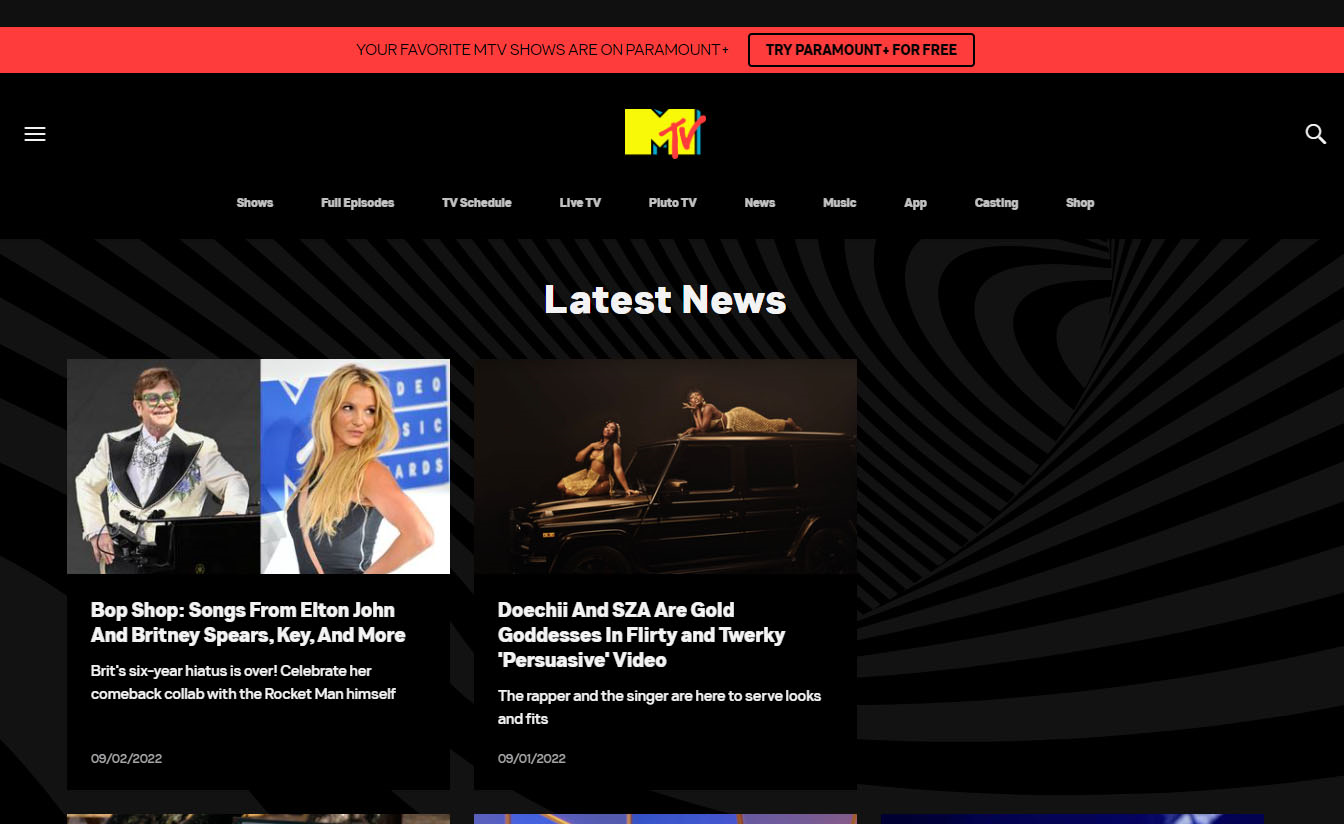 YOUR FAVORITE MTV SHOWS ARE ON PARAMOUNT+
TRY PARAMOUNT+ FOR FREE
MTV
Shows
Full Episodes
TV Schedule
Live TV
Pluto TV
News
Music
App
Casting
Shop
Latest News
DEO
SIC
ARDS
Bop Shop: Songs From Elton John
And Britney Spears, Key, And More
Brit's six-year hiatus is over! Celebrate her
comeback collab with the Rocket Man himself
09/02/2022
Doechii And SZA Are Gold
Goddesses In Flirty and Twerky
'Persuasive' Video
The rapper and the singer are here to serve looks
and fits
09/01/2022